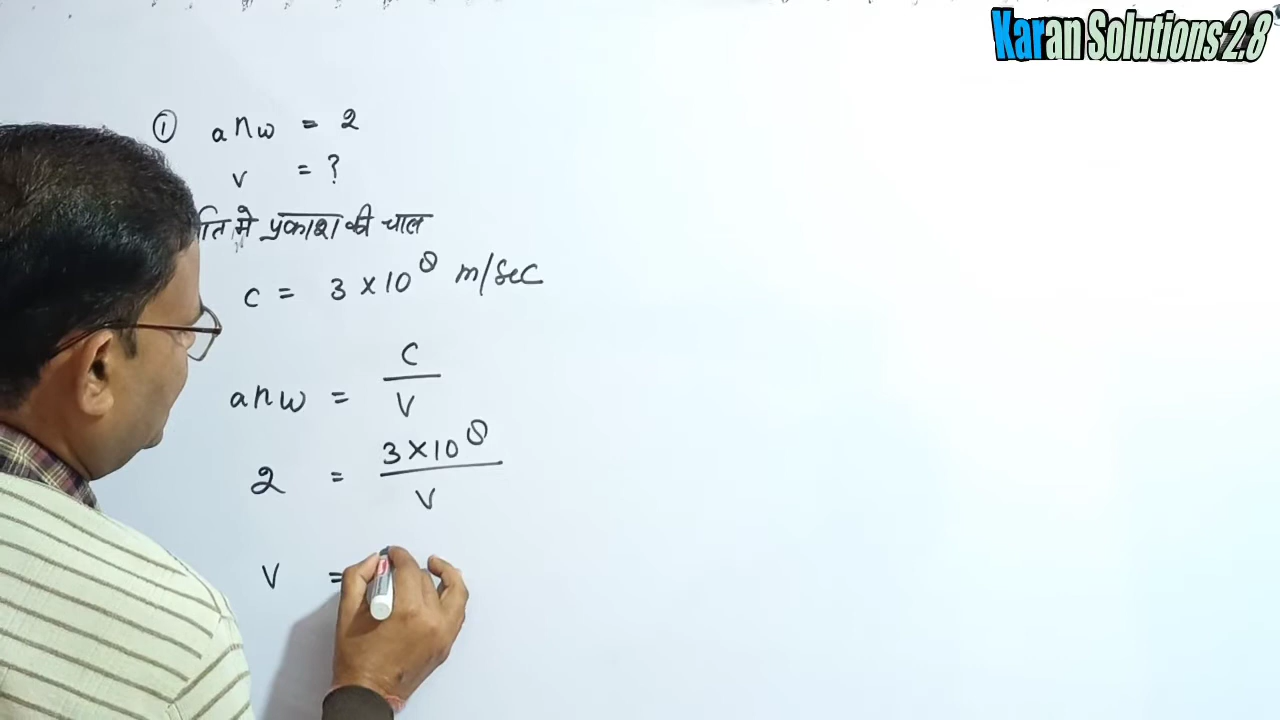 Karan Solutions 2.8
① anw = 2
v = ?
में प्रकाश की चाल
c = 3 × 10⁸ m/sec
anw = c/v
2 = 3×10⁸/v
v =